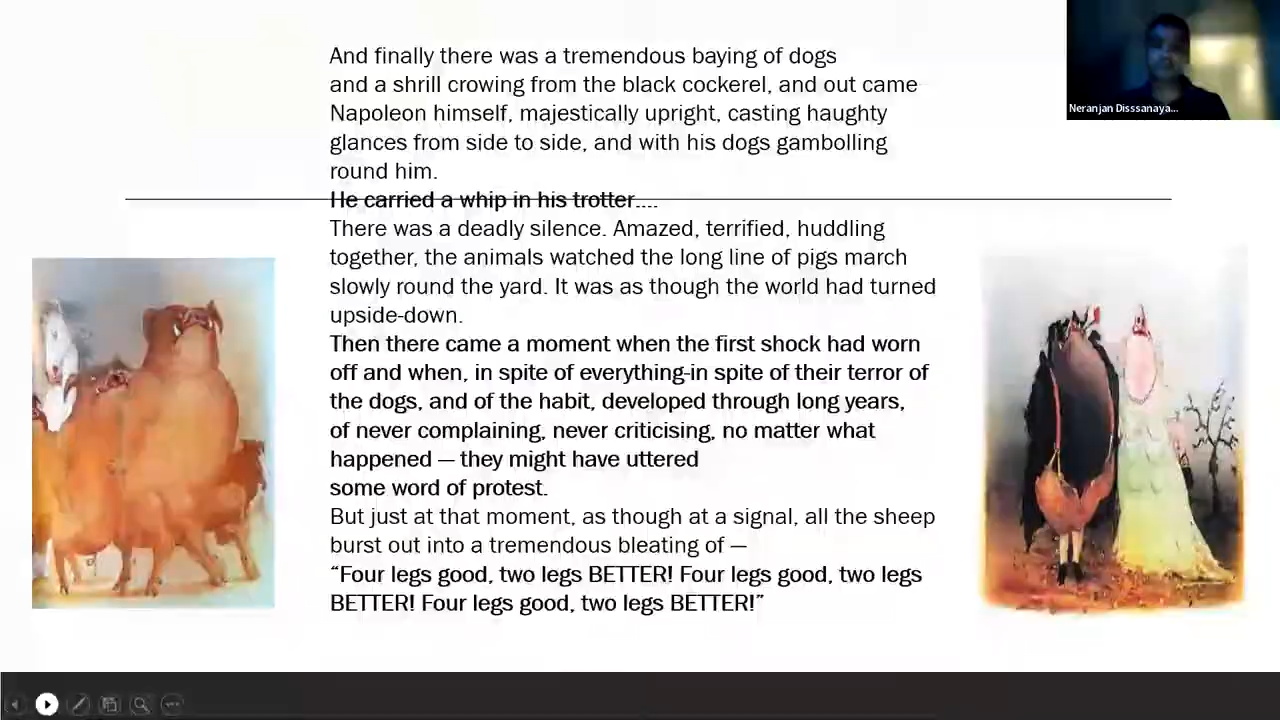 And finally there was a tremendous baying of dogs
and a shrill crowing from the black cockerel, and out came
Napoleon himself, majestically upright, casting haughty
glances from side to side, and with his dogs gambolling
round him.
He carried a whip in his trotter....
There was a deadly silence. Amazed, terrified, huddling
together, the animals watched the long line of pigs march
slowly round the yard. It was as though the world had turned
upside-down.
Then there came a moment when the first shock had worn
off and when, in spite of everything-in spite of their terror of
the dogs, and of the habit, developed through long years,
of never complaining, never criticising, no matter what
happened — they might have uttered
some word of protest.
But just at that moment, as though at a signal, all the sheep
burst out into a tremendous bleating of —
“Four legs good, two legs BETTER! Four legs good, two legs
BETTER! Four legs good, two legs BETTER!”
Neranjan Disssanaya...